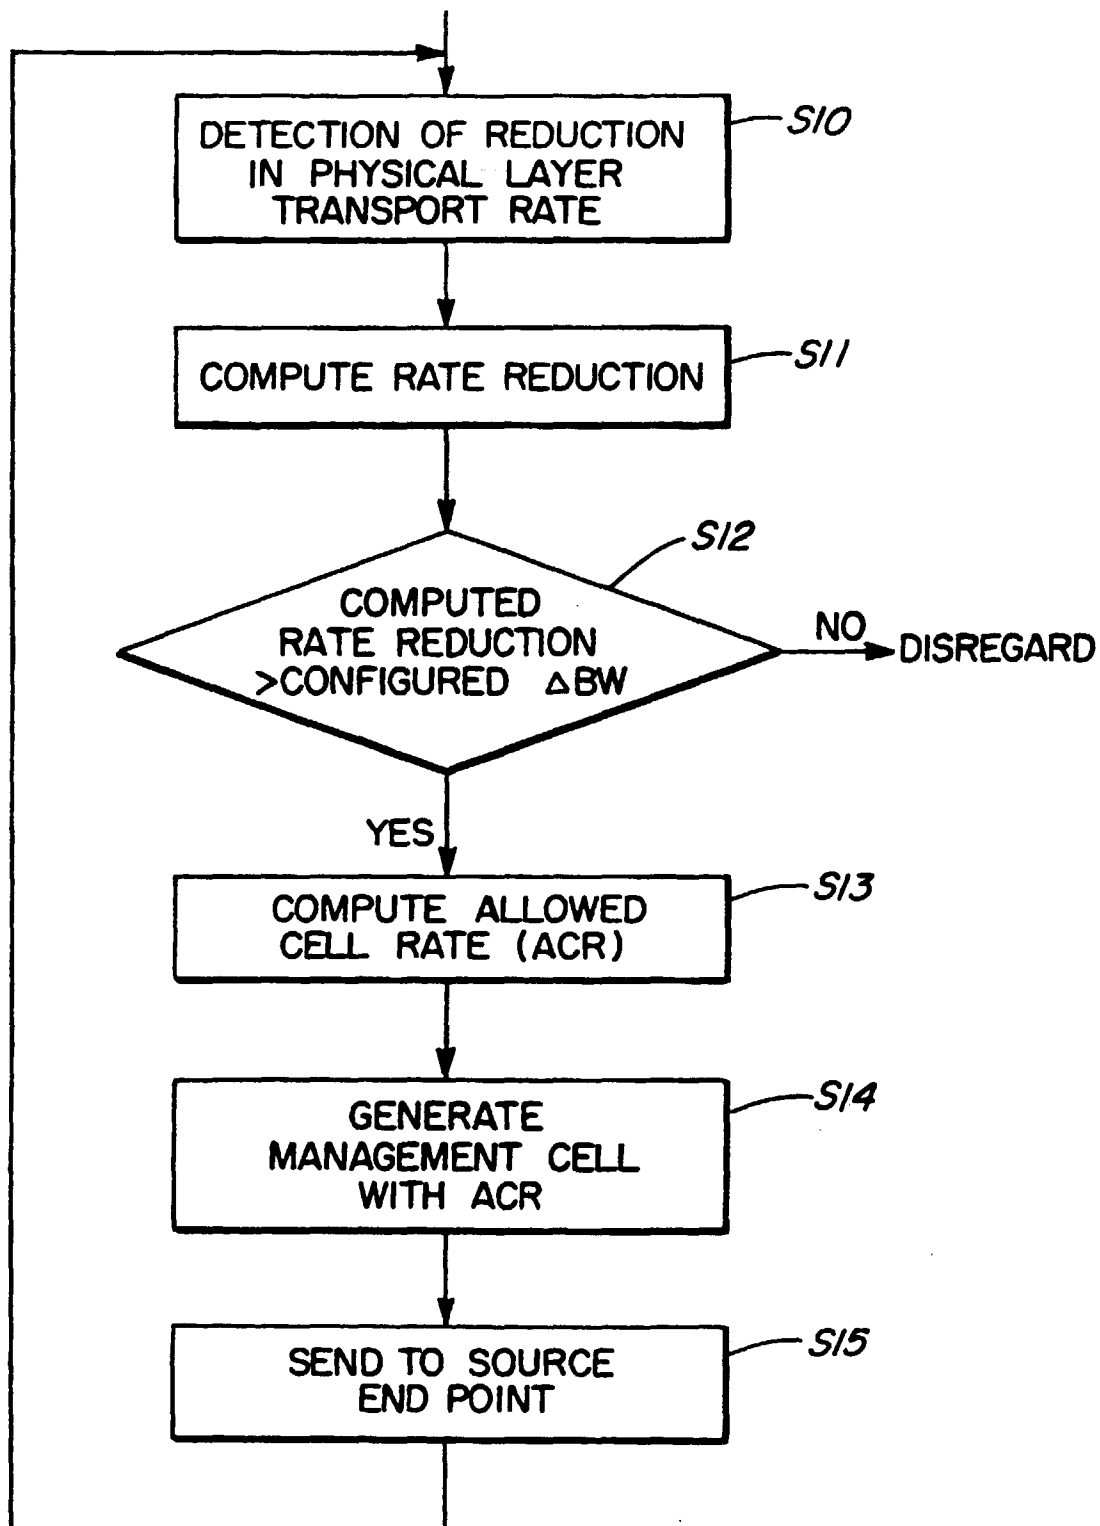 DETECTION OF REDUCTION
IN PHYSICAL LAYER
TRANSPORT RATE
S10
COMPUTE RATE REDUCTION
S11
S12
COMPUTED
RATE REDUCTION
>CONFIGURED ΔBW
NO
DISREGARD
YES
COMPUTE ALLOWED
CELL RATE (ACR)
S13
GENERATE
MANAGEMENT CELL
WITH ACR
S14
SEND TO SOURCE
END POINT
S15